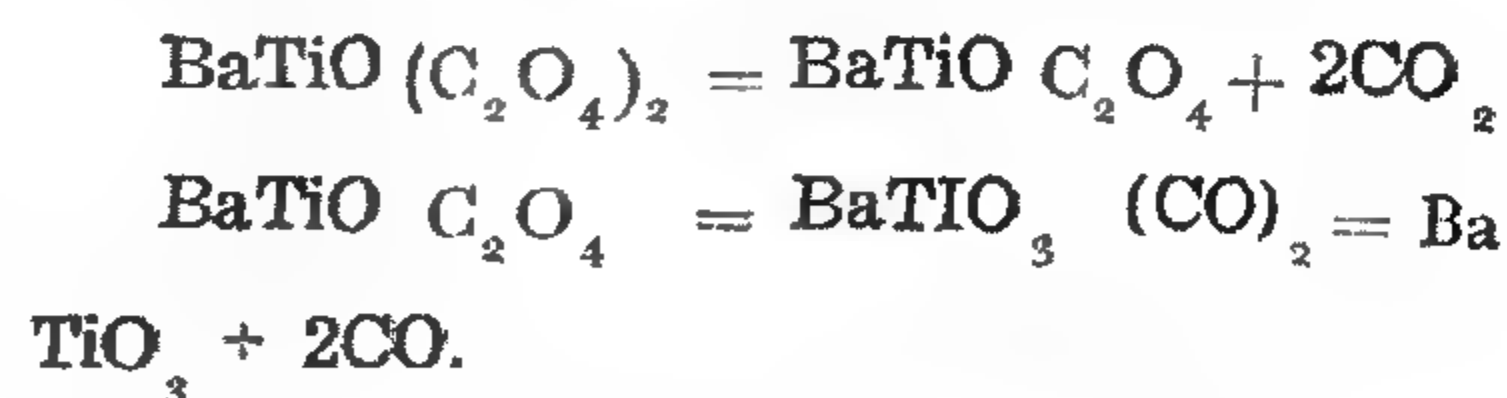 BaTiO (C₂O₄)₂ = BaTiO C₂O₄ + 2CO₂
BaTiO C₂O₄ = BaTIO₃ (CO)₂ = Ba
TiO₃ + 2CO.